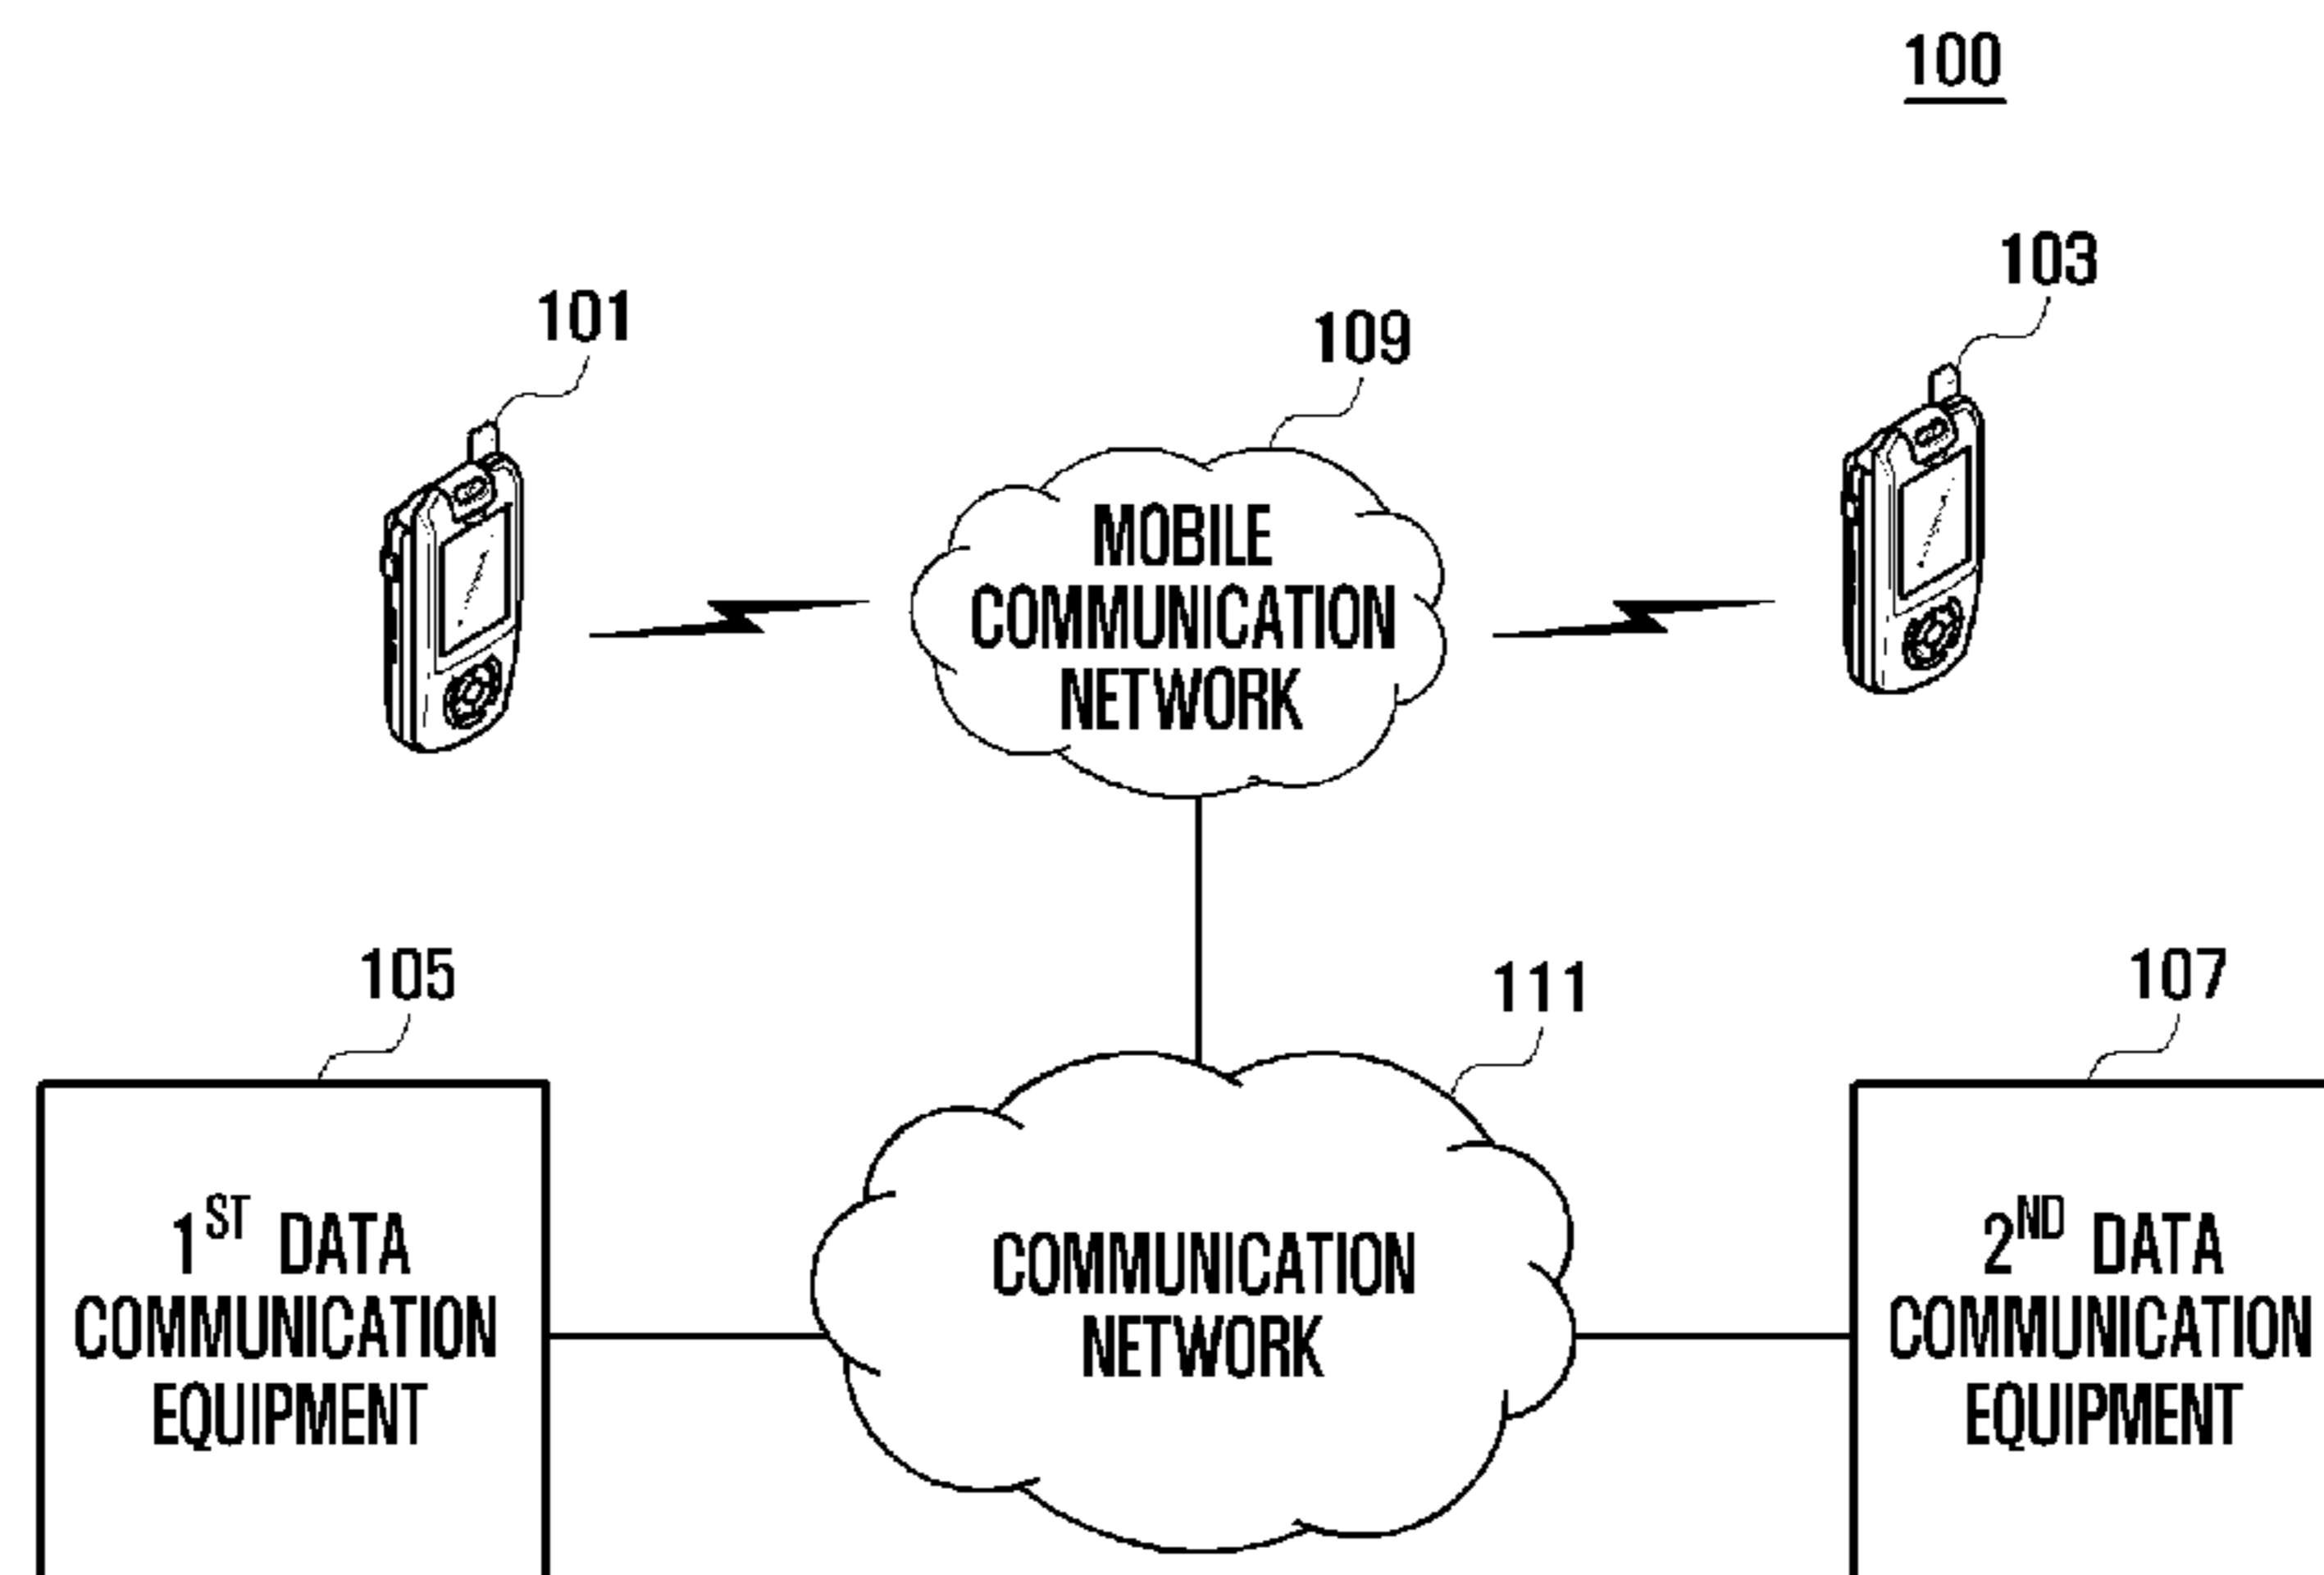 100
103
101
109
MOBILE
COMMUNICATION
NETWORK
105
111
107
1ST DATA
COMMUNICATION
EQUIPMENT
COMMUNICATION
NETWORK
2ND DATA
COMMUNICATION
EQUIPMENT